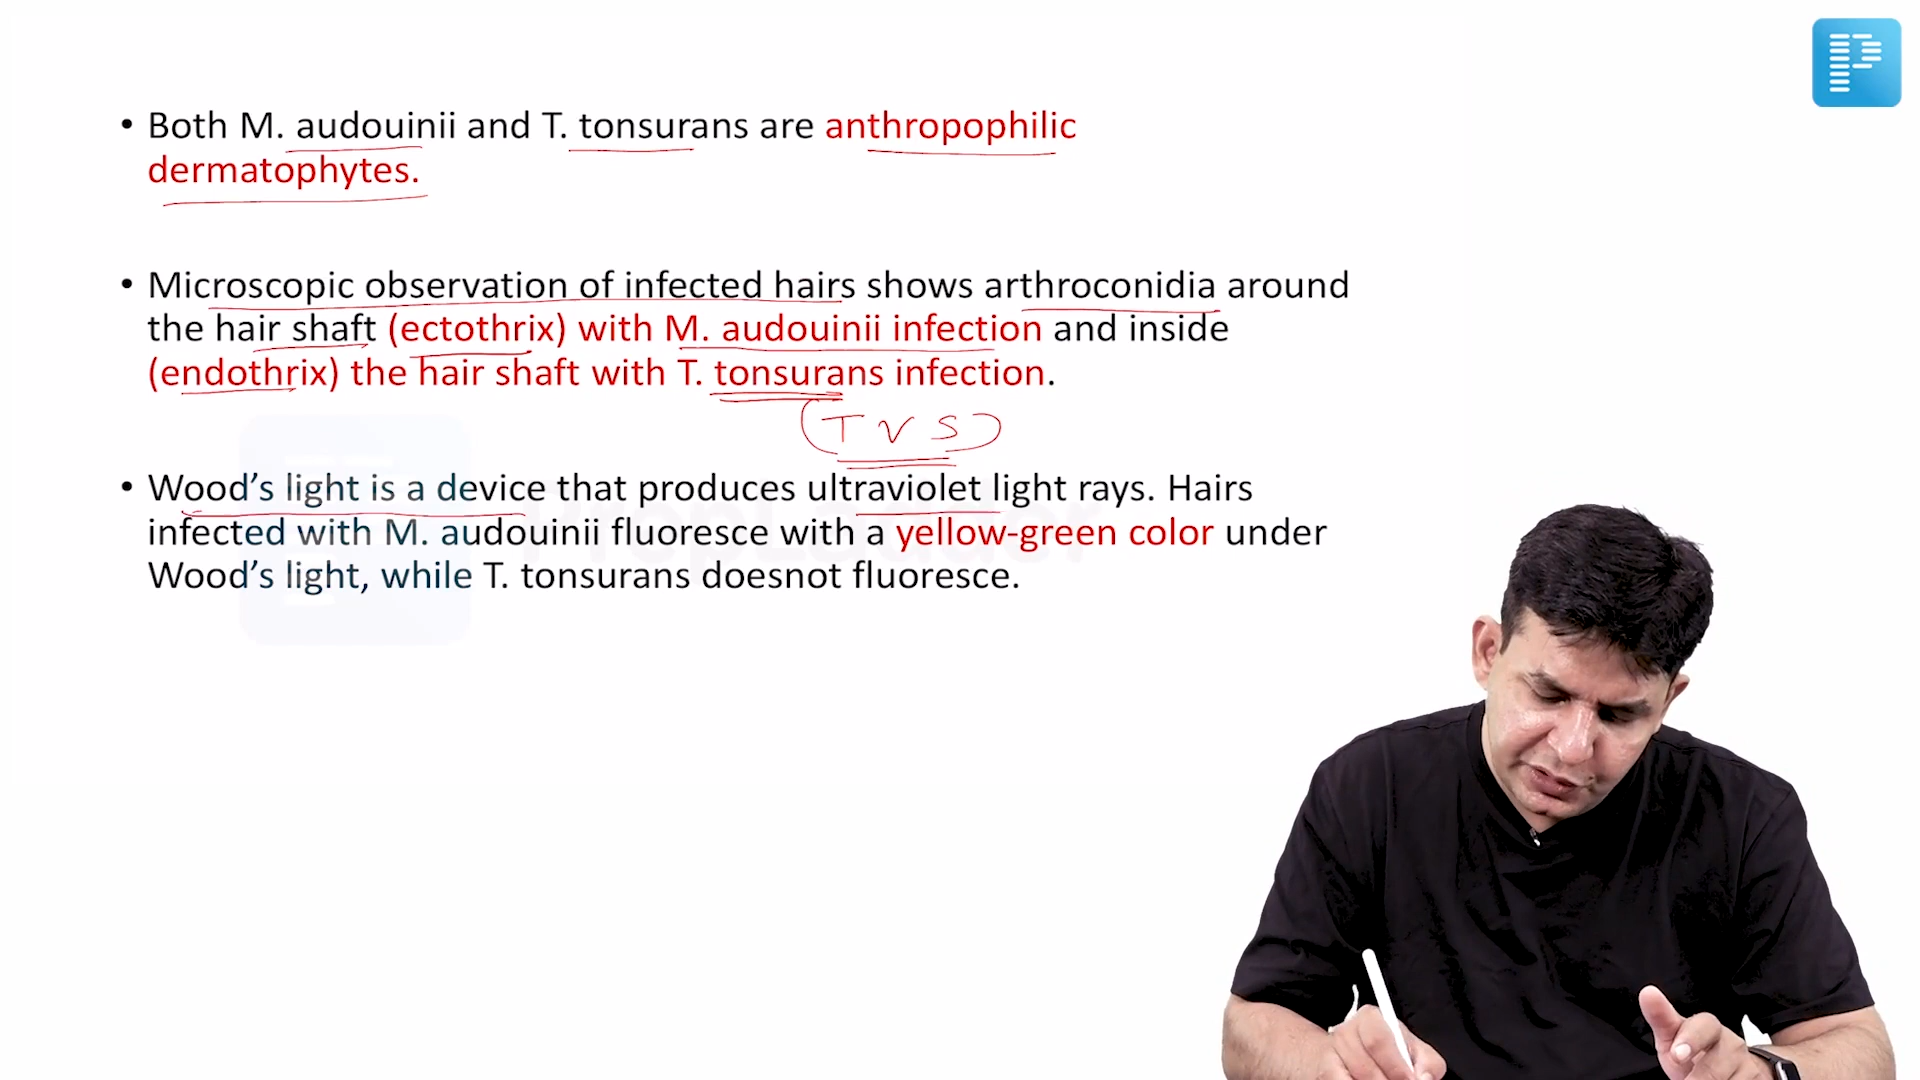 • Both M. audouinii and T. tonsurans are anthropophilic
dermatophytes.
• Microscopic observation of infected hairs shows arthroconidia around
the hair shaft (ectothrix) with M. audouinii infection and inside
(endothrix) the hair shaft with T. tonsurans infection.
(T V S)
• Wood's light is a device that produces ultraviolet light rays. Hairs
infected with M. audouinii fluoresce with a yellow-green color under
Wood's light, while T. tonsurans doesnot fluoresce.
PrepLadder